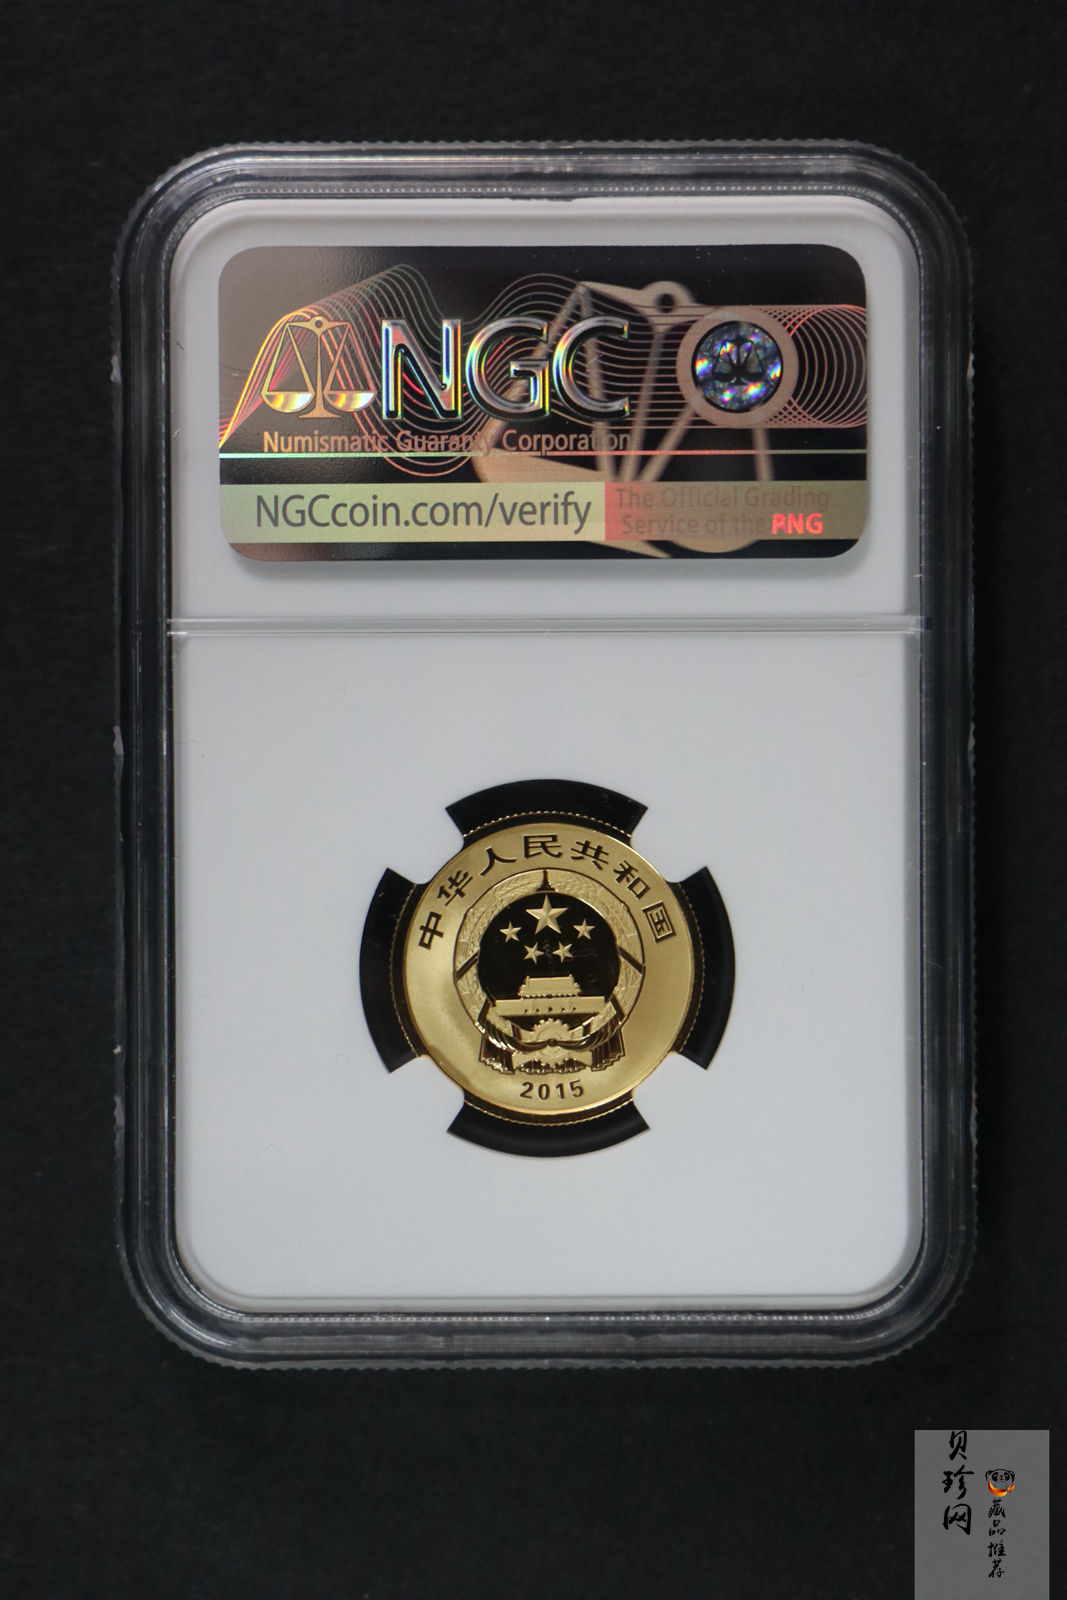 NGC
Numismatic Guaranty Corporation
NGCcoin.com/verify
The Official Grading
Service of the PNG
中华人民共和国
2015
贝珍网
藏品推荐